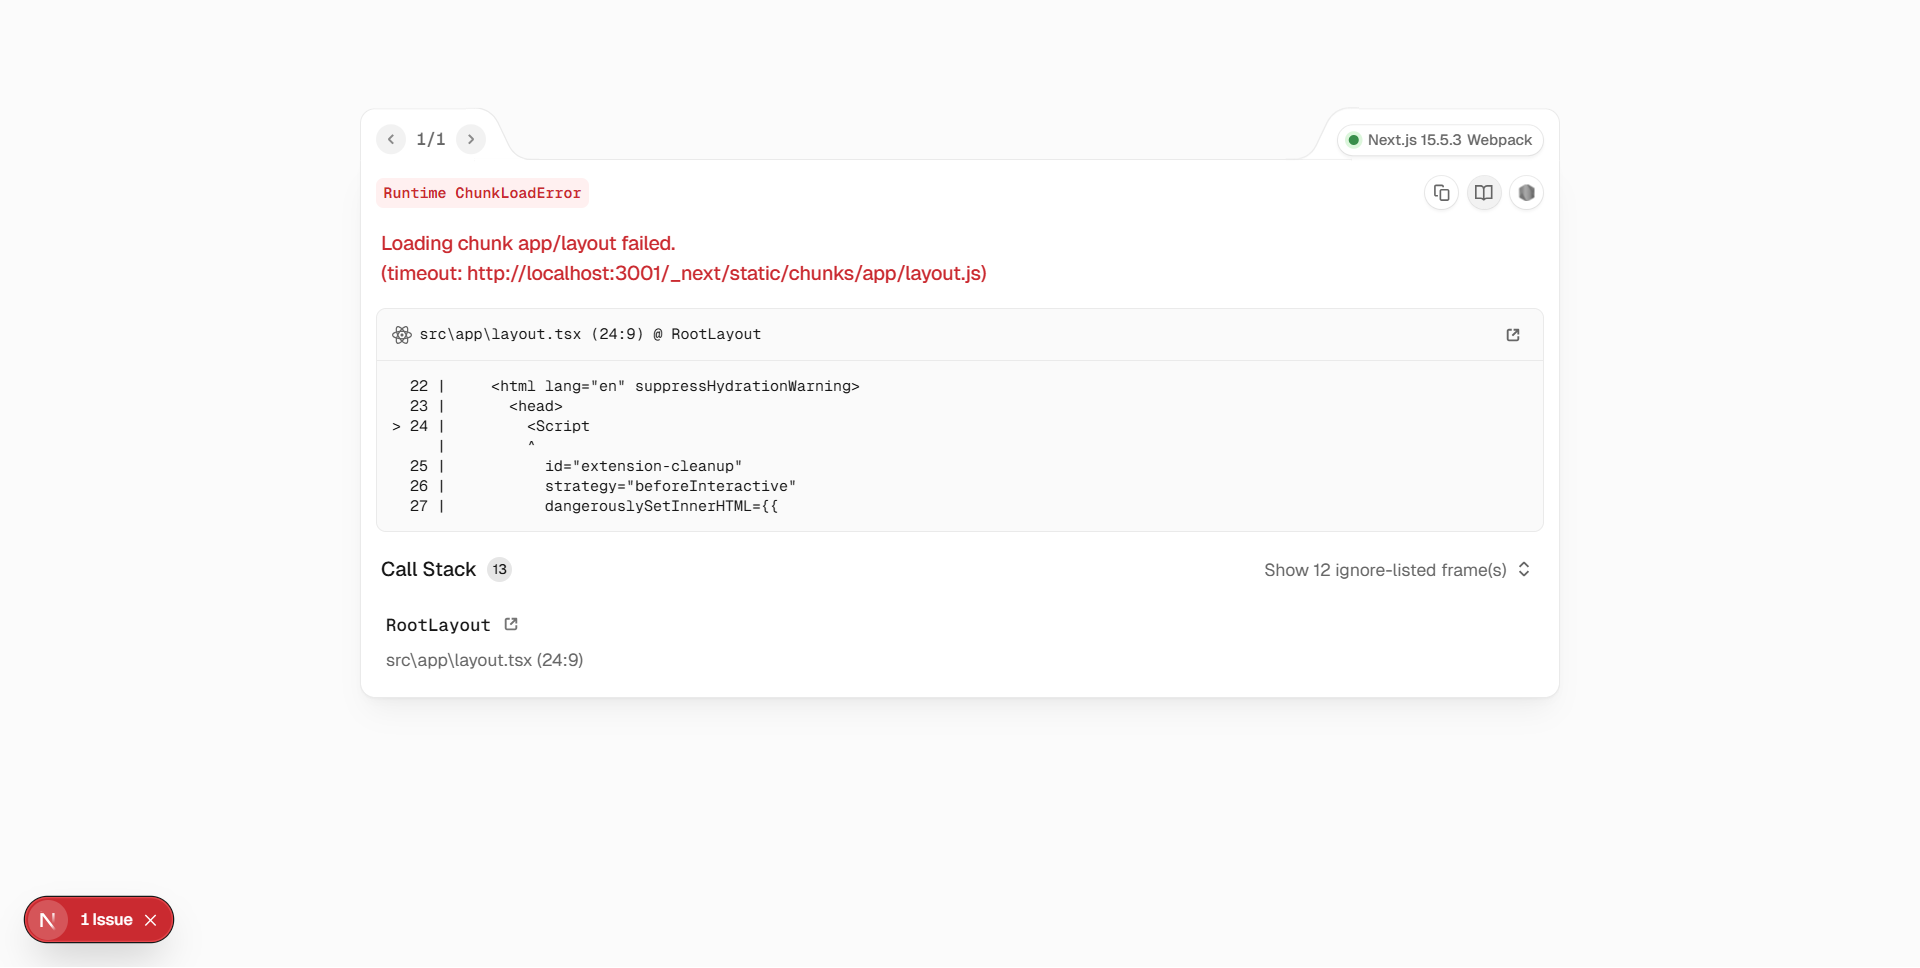 1/1
Next.js 15.5.3 Webpack
Runtime ChunkLoadError
Loading chunk app/layout failed.
(timeout: http://localhost:3001/_next/static/chunks/app/layout.js)
src\app\layout.tsx (24:9) @ RootLayout
22 |     <html lang="en" suppressHydrationWarning>
23 |       <head>
> 24 |         <Script
|         ^
25 |           id="extension-cleanup"
26 |           strategy="beforeInteractive"
27 |           dangerouslySetInnerHTML={{
Call Stack 13
Show 12 ignore-listed frame(s)
RootLayout
src\app\layout.tsx (24:9)
N 1 Issue